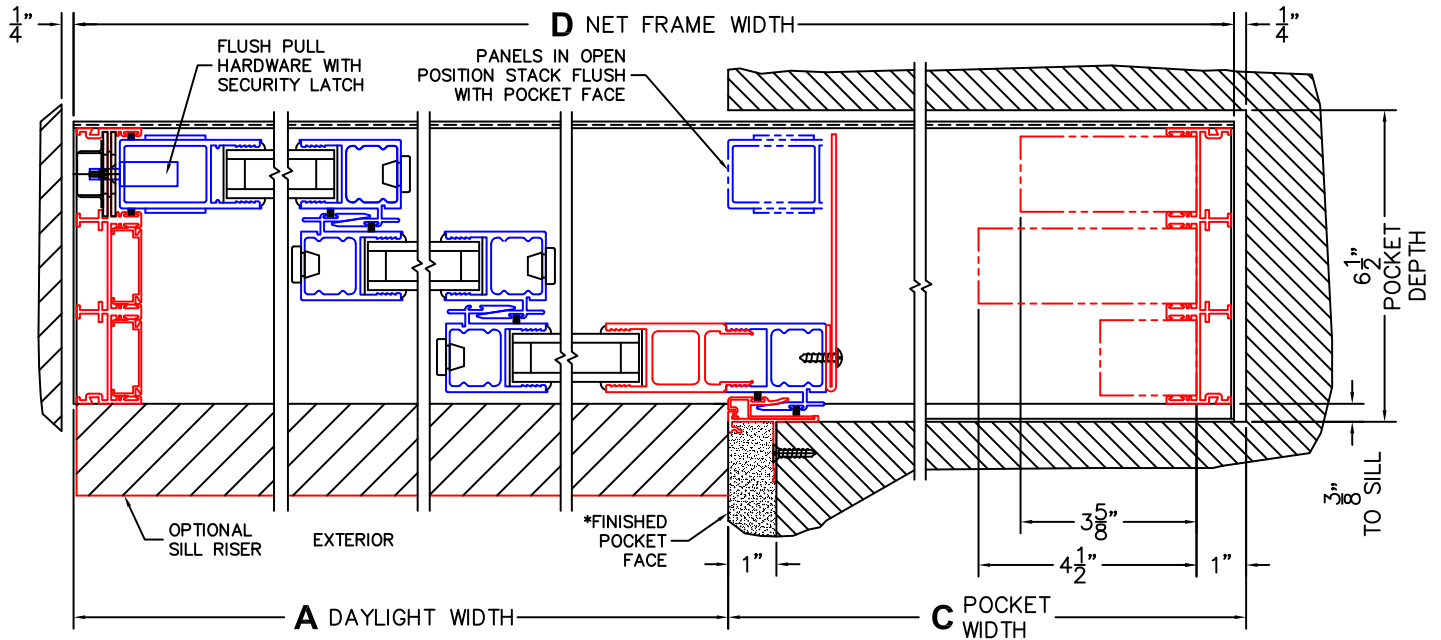 1/4"
D NET FRAME WIDTH
1/4"
FLUSH PULL
HARDWARE WITH
SECURITY LATCH
PANELS IN OPEN
POSITION STACK FLUSH
WITH POCKET FACE
6 1/2"
POCKET
DEPTH
3/8"
TO SILL
OPTIONAL
SILL RISER
EXTERIOR
*FINISHED
POCKET
FACE
1"
3 5/8"
4 1/2"
1"
A DAYLIGHT WIDTH
C POCKET
WIDTH